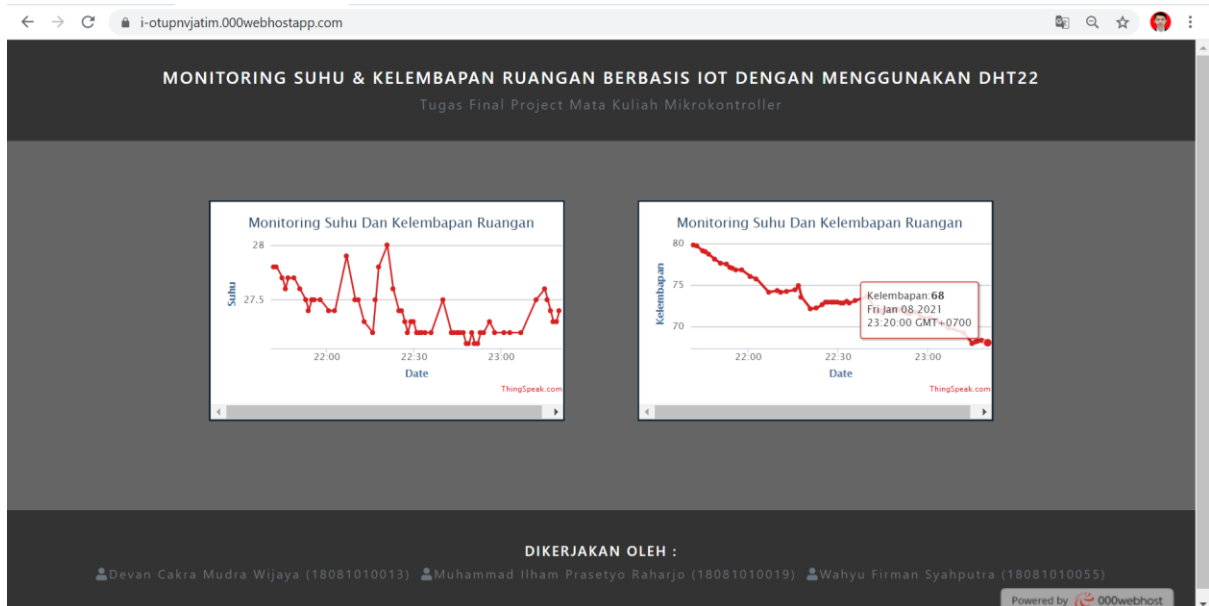 i-otupnvjatim.000webhostapp.com
MONITORING SUHU & KELEMBAPAN RUANGAN BERBASIS IOT DENGAN MENGGUNAKAN DHT22
Tugas Final Project Mata Kuliah Mikrokontroller
Monitoring Suhu Dan Kelembapan Ruangan
28
27.5
Suhu
22:00 22:30 23:00
Date
ThingSpeak.com
Monitoring Suhu Dan Kelembapan Ruangan
80
75
70
Kelembapan
Kelembapan:68
Fri Jan 08 2021
23:20:00 GMT+0700
22:00 22:30 23:00
Date
ThingSpeak.com
DIKERJAKAN OLEH :
Devan Cakra Mudra Wijaya (18081010013) Muhammad Ilham Prasetyo Raharjo (18081010019) Wahyu Firman Syahputra (18081010055)
Powered by 000webhost